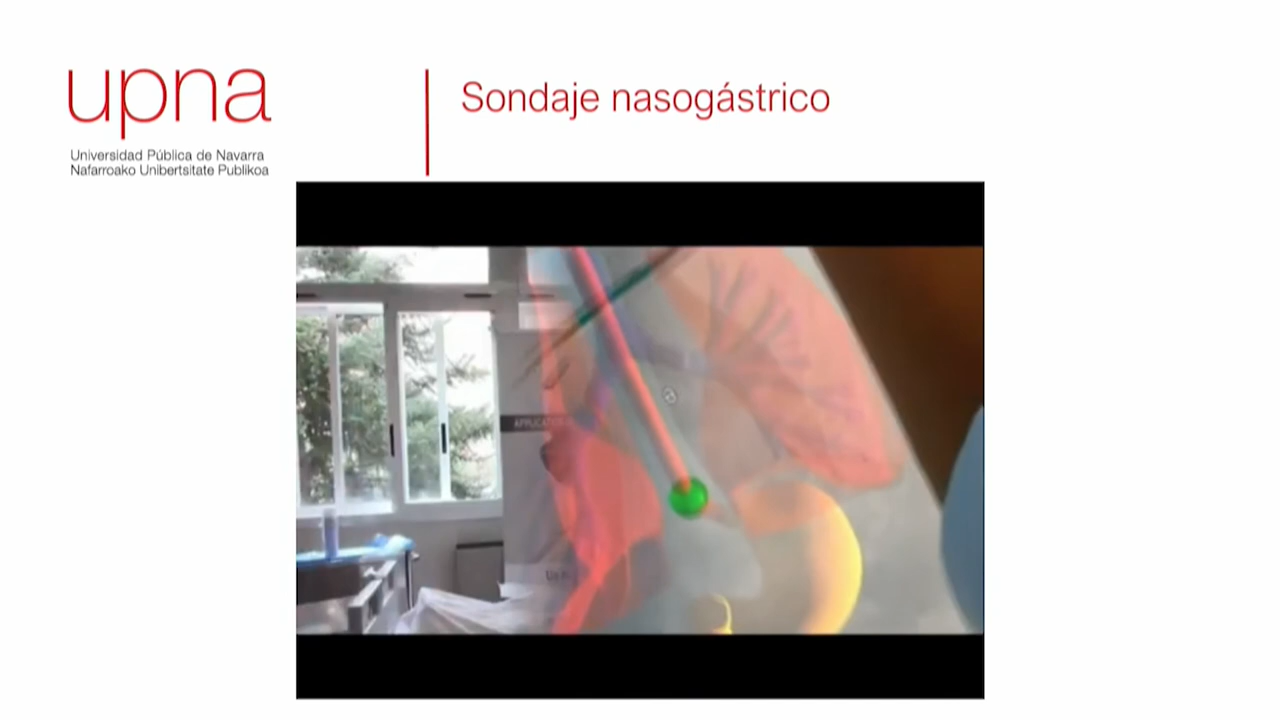 upna
Universidad Pública de Navarra
Nafarroako Unibertsitate Publikoa
Sondaje nasogástrico